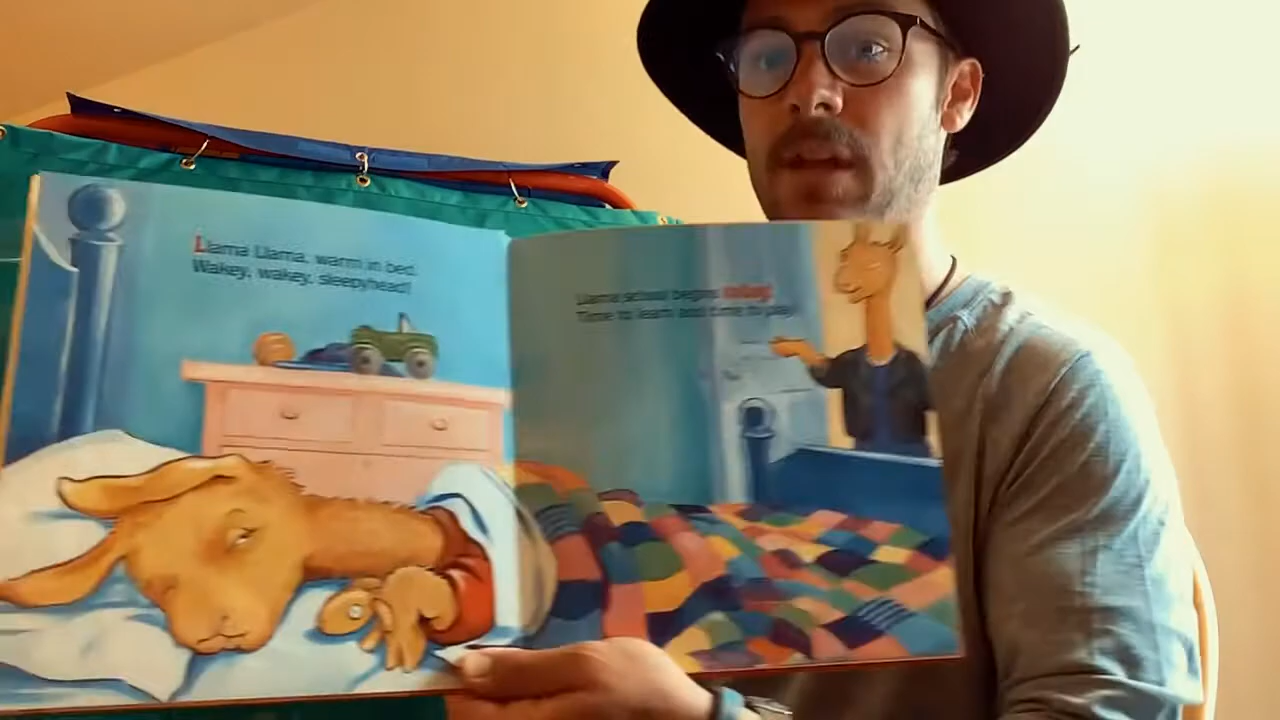 Llama Llama, warm in bed.
Wakey, wakey, sleepyhead!
Llama school begins today!
Time to learn and time to play!